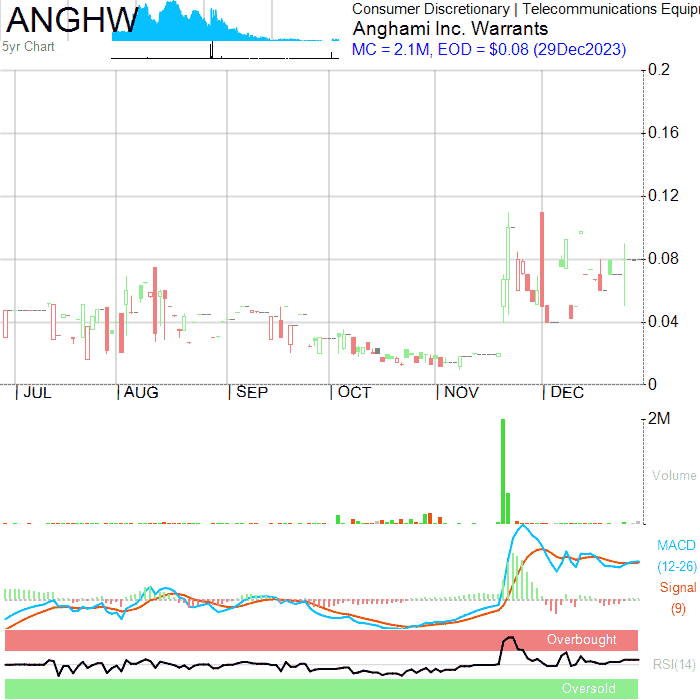 ANGHW
5yr Chart
Consumer Discretionary | Telecommunications Equip
Anghami Inc. Warrants
MC = 2.1M, EOD = $0.08 (29Dec2023)
0.2
0.16
0.12
0.08
0.04
0
JUL AUG SEP OCT NOV DEC
2M
Volume
MACD
(12-26)
Signal
(9)
Overbought
RSI(14)
Oversold